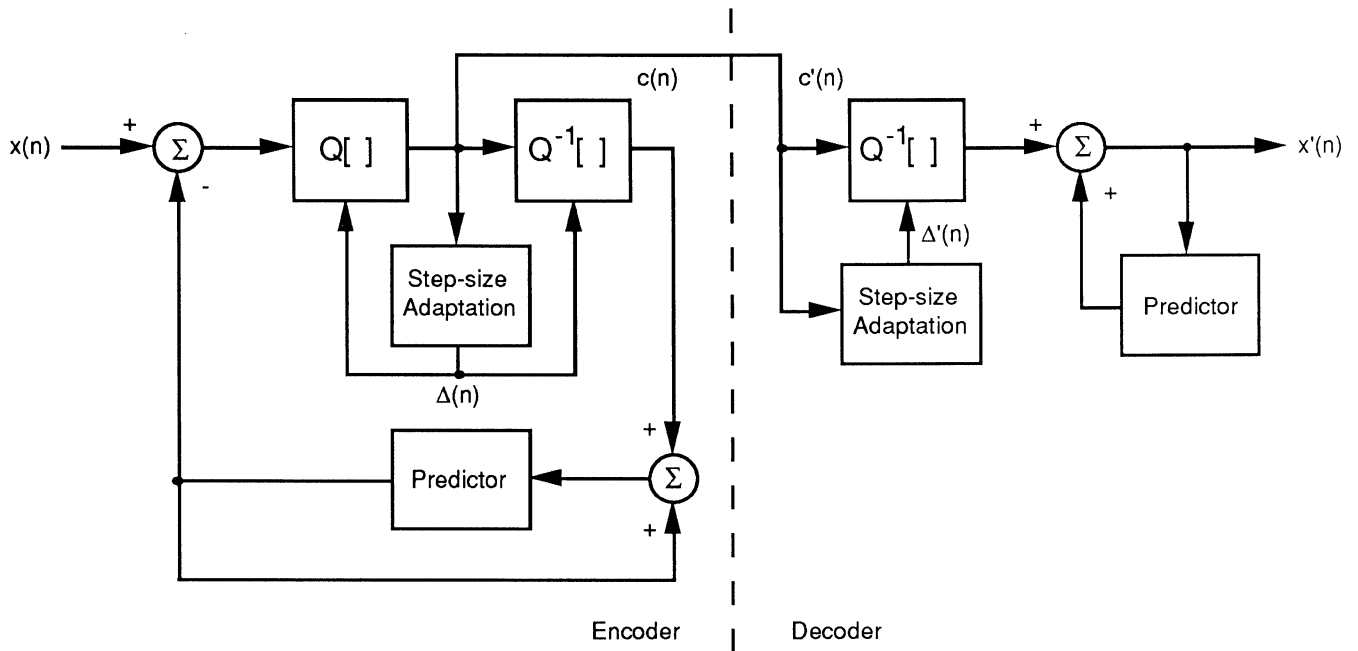 c(n)
c'(n)
+
x(n)
Σ
-
Q[ ]
Q⁻¹[ ]
Q⁻¹[ ]
+
Σ
+
x'(n)
Δ'(n)
Step-size
Adaptation
Step-size
Adaptation
Predictor
Δ(n)
+
Predictor
Σ
+
Encoder
Decoder